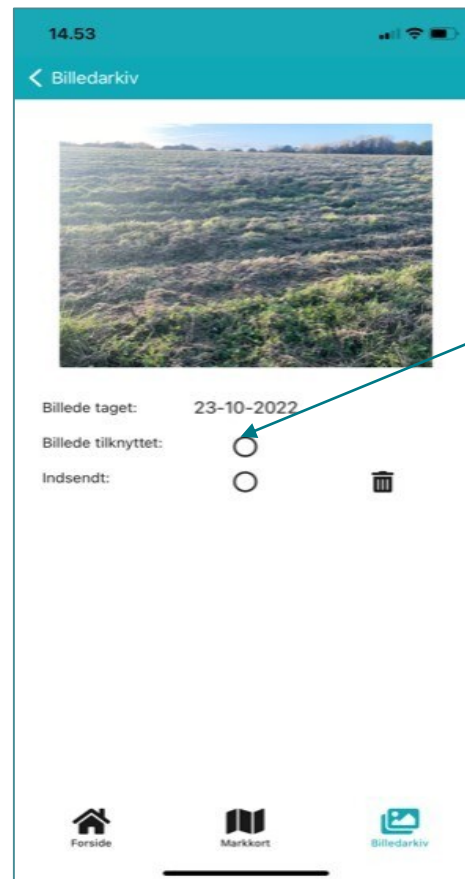 14.53
Billedarkiv
Billede taget: 23-10-2022
Billede tilknyttet:
Indsendt:
Forside Markkort Billedarkiv